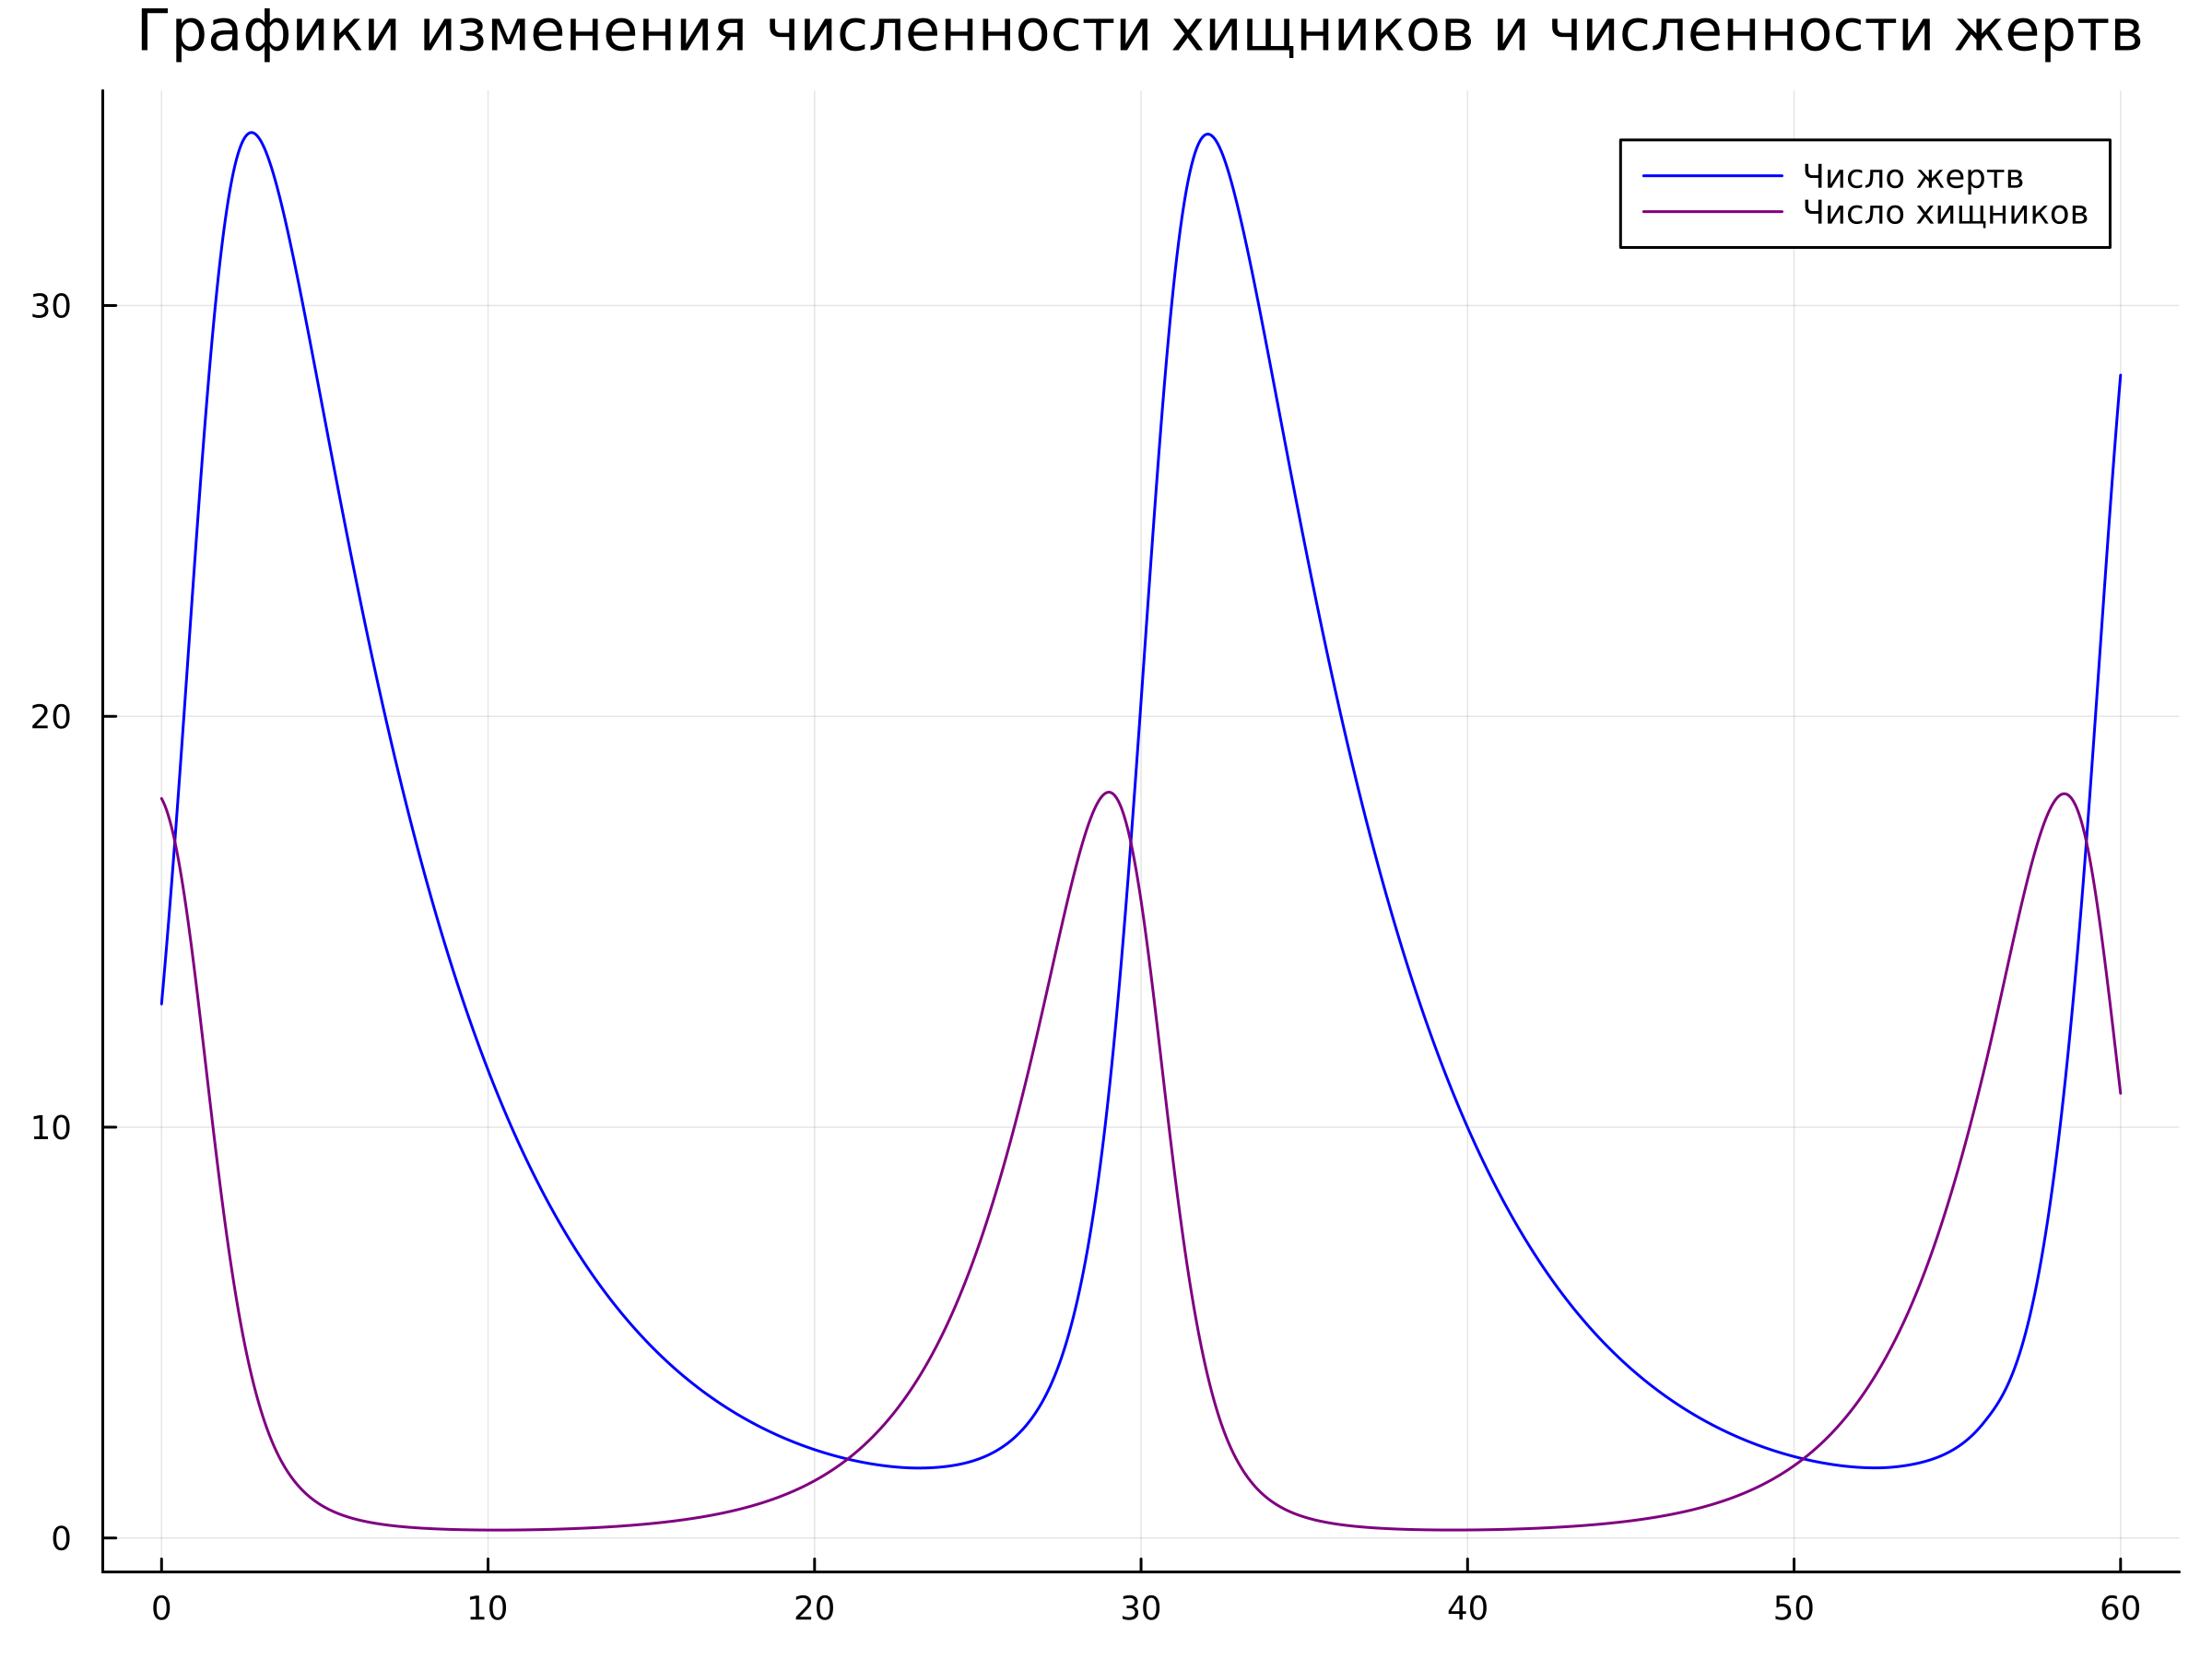 Графики изменения численности хищников и численности жертв
Число жертв
Число хищников
30
20
10
0
0 10 20 30 40 50 60